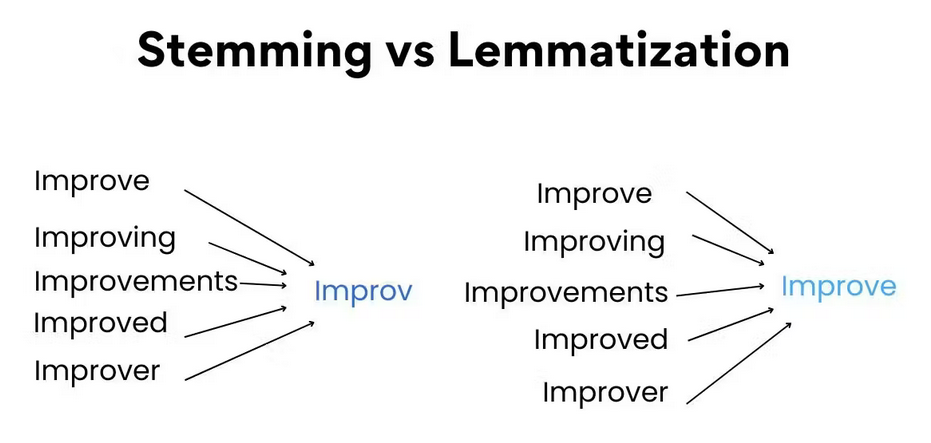 Stemming vs Lemmatization
Improve
Improving
Improvements
Improved
Improver
Improv
Improve
Improving
Improvements
Improved
Improver
Improve